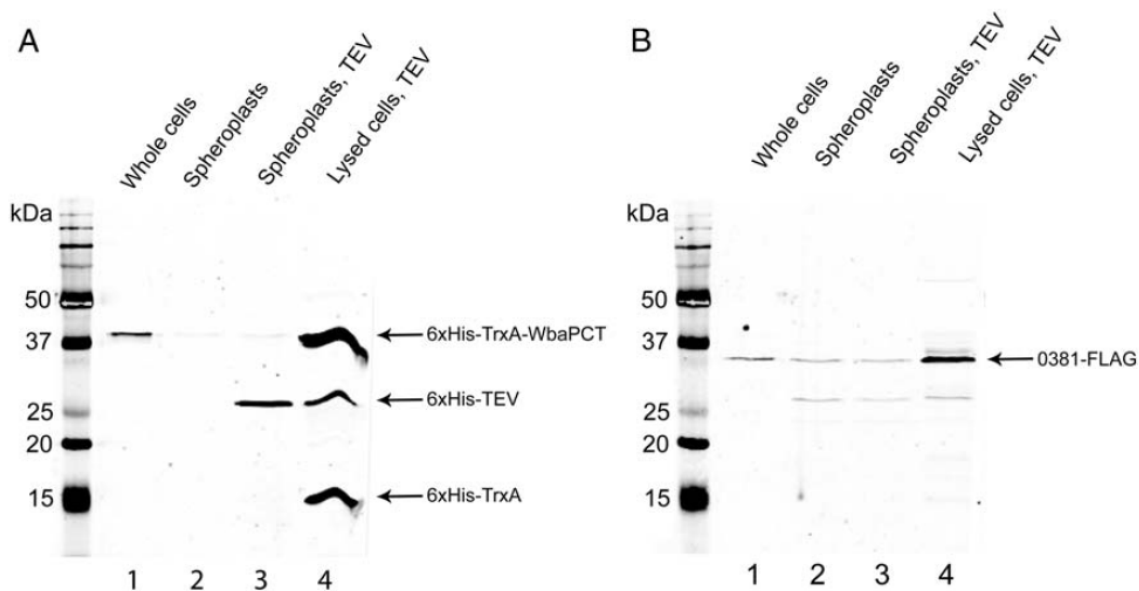 A
Whole cells
Spheroplasts
Spheroplasts, TEV
Lysed cells, TEV
kDa
50
37
25
20
15
6xHis-TrxA-WbaPCT
6xHis-TEV
6xHis-TrxA
1 2 3 4
B
Whole cells
Spheroplasts
Spheroplasts, TEV
Lysed cells, TEV
kDa
50
37
25
20
15
0381-FLAG
1 2 3 4